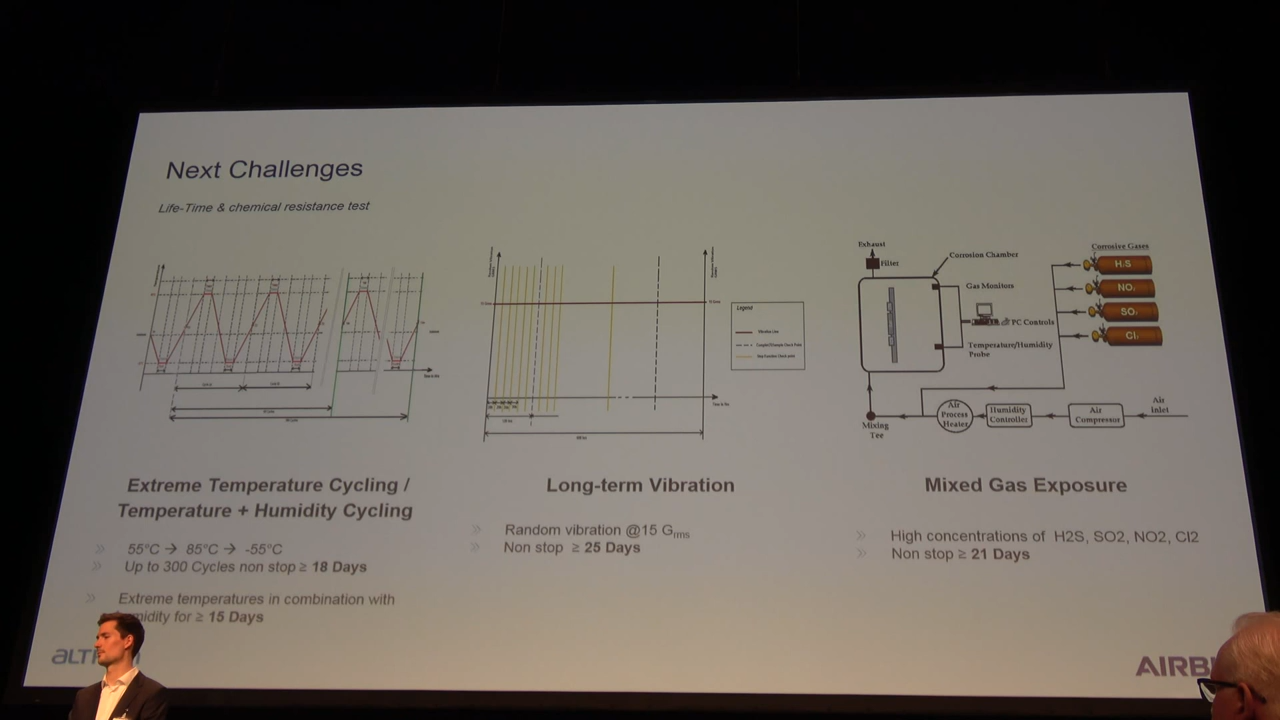 Next Challenges
Life-Time & chemical resistance test
Exhaust
Filter
Corrosion Chamber
Corrosive Gases
H₂S
Gas Monitors
NO₂
PC Controls
SO₂
Temperature/Humidity
Probe
Cl₂
Legend
Vibration Line
Mixing
Tee
Air
Process
Heater
Humidity
Controller
Air
Compressor
Air
Inlet
Extreme Temperature Cycling /
Temperature + Humidity Cycling
55°C → 85°C → -55°C
Up to 300 Cycles non stop ≥ 18 Days
Extreme temperatures in combination with
midity for ≥ 15 Days
Long-term Vibration
Random vibration @15 Grms
Non stop ≥ 25 Days
Mixed Gas Exposure
High concentrations of H2S, SO2, NO2, Cl2
Non stop ≥ 21 Days
ALT
AIRB